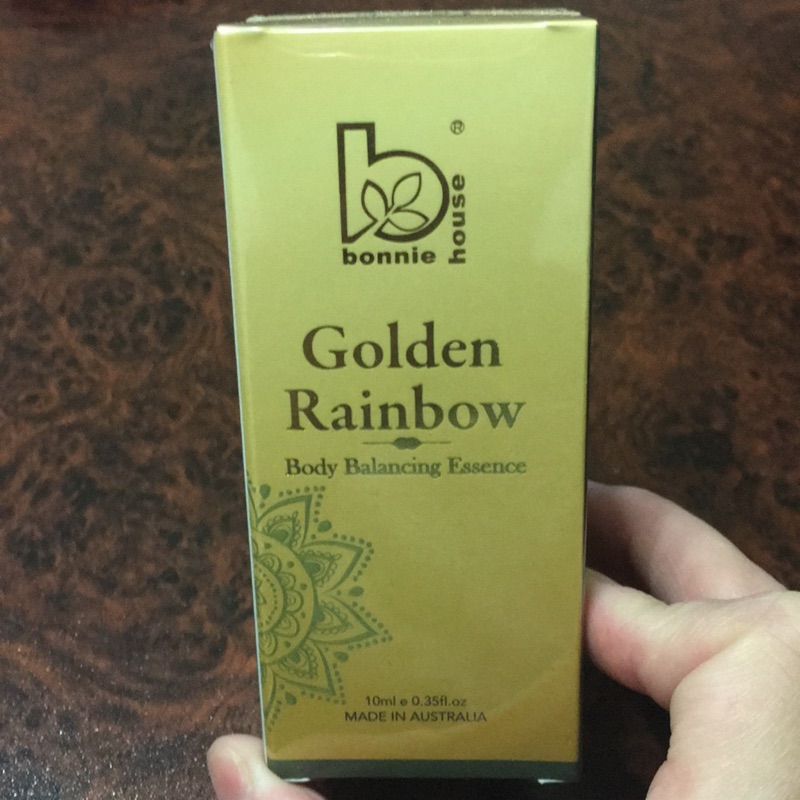 ®
bonnie house
Golden
Rainbow
Body Balancing Essence
10ml e 0.35fl.oz
MADE IN AUSTRALIA